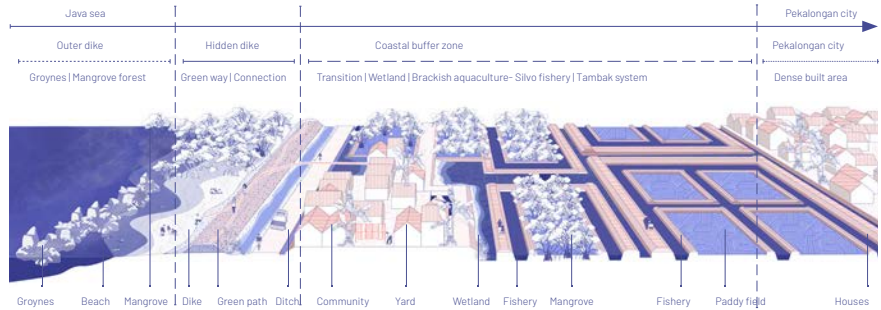 Java sea Pekalongan city
Outer dike Hidden dike Coastal buffer zone Pekalongan city
Groynes | Mangrove forest Green way | Connection Transition | Wetland | Brackish aquaculture- Silvo fishery | Tambak system Dense built area
Groynes Beach Mangrove Dike Green path Ditch Community Yard Wetland Fishery Mangrove Fishery Paddy field Houses